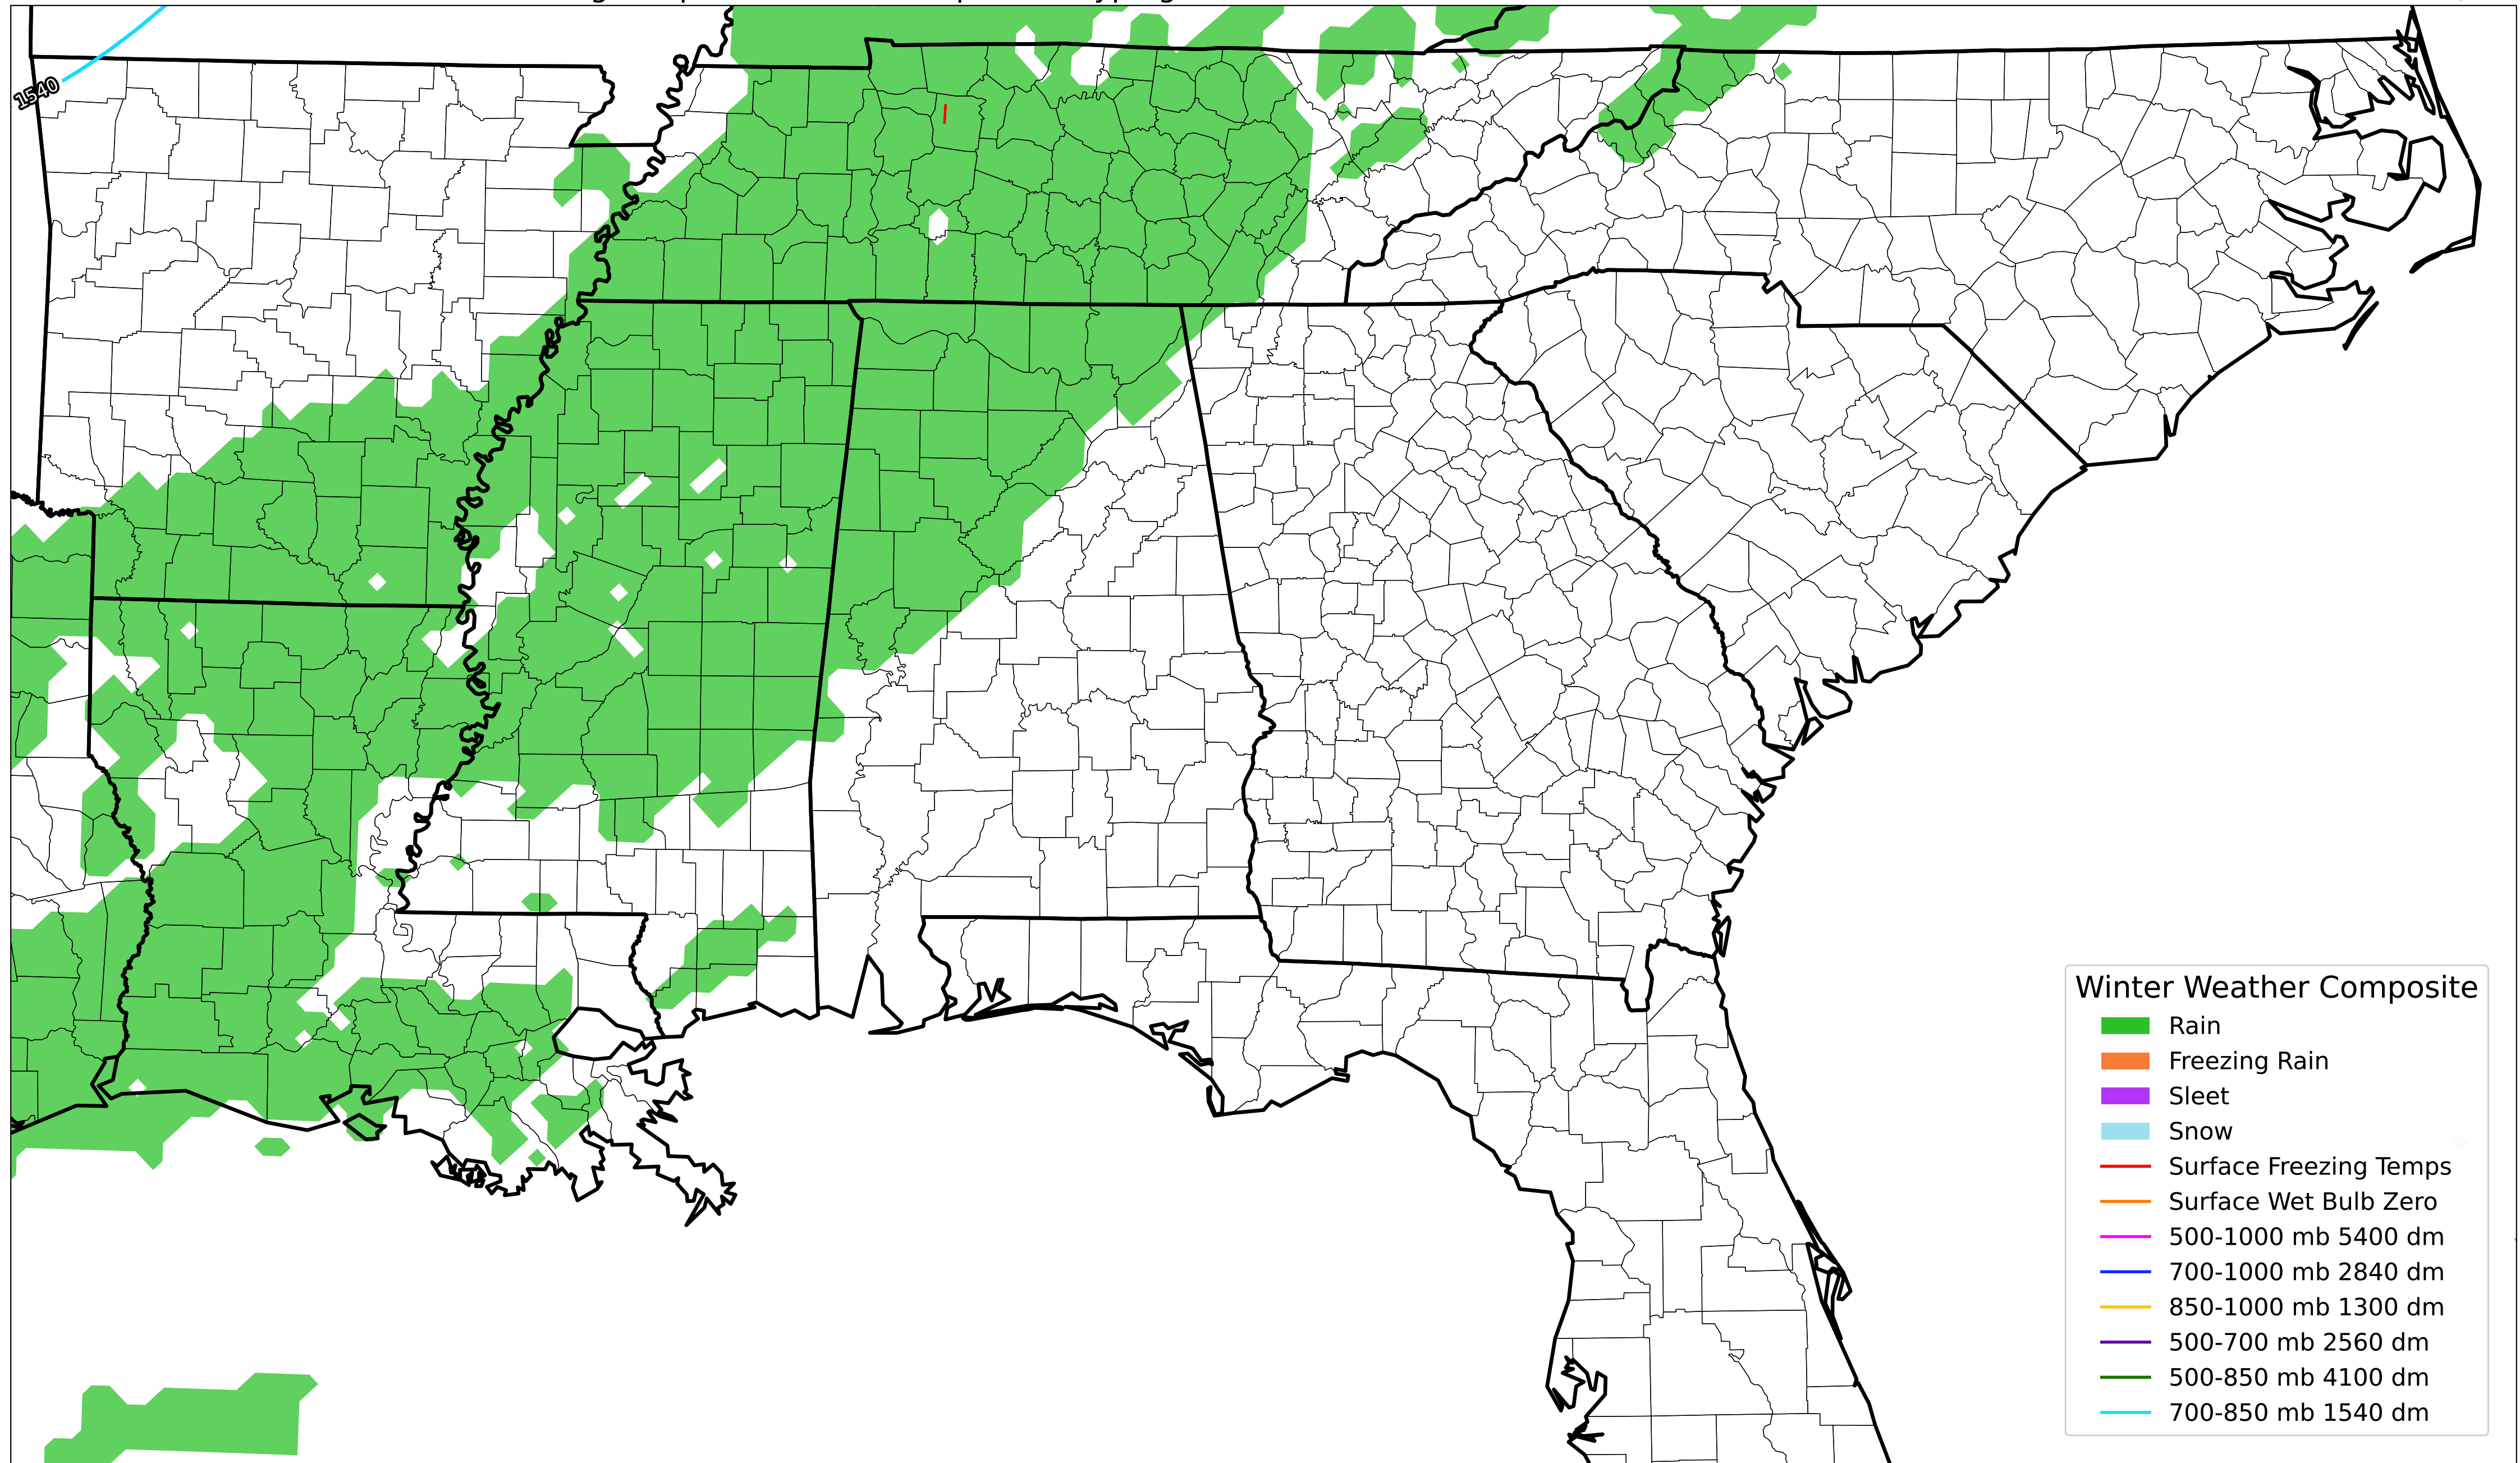 1540
Winter Weather Composite
Rain
Freezing Rain
Sleet
Snow
Surface Freezing Temps
Surface Wet Bulb Zero
500-1000 mb 5400 dm
700-1000 mb 2840 dm
850-1000 mb 1300 dm
500-700 mb 2560 dm
500-850 mb 4100 dm
700-850 mb 1540 dm